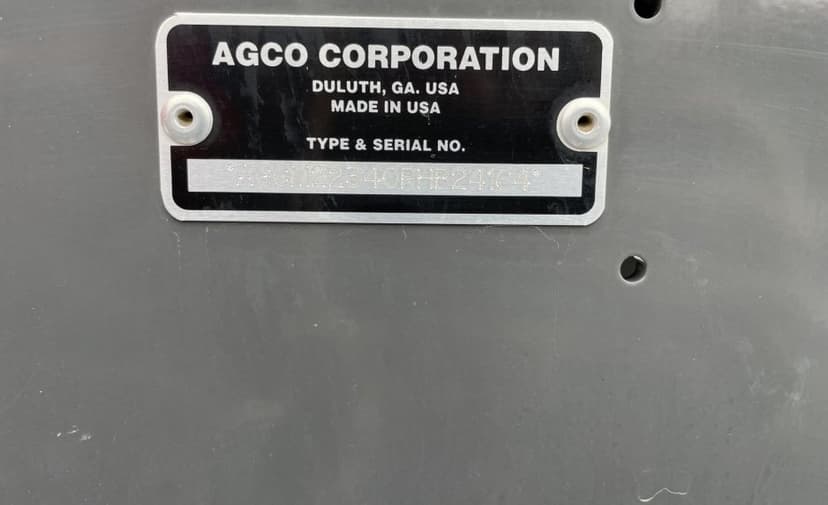 AGCO CORPORATION
DULUTH, GA. USA
MADE IN USA
TYPE & SERIAL NO.